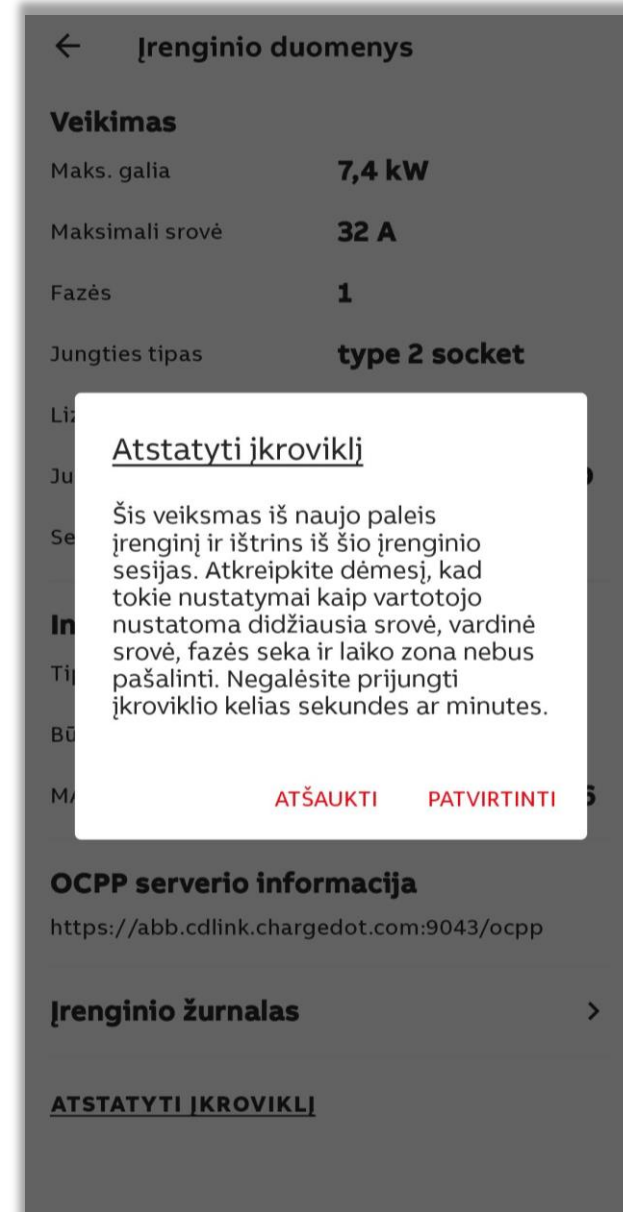 Įrenginio duomenys
Veikimas
Maks. galia 7,4 kW
Maksimali srovė 32 A
Fazės 1
Jungties tipas type 2 socket
Atstatyti įkroviklį
Šis veiksmas iš naujo paleis
įrenginį ir ištrins iš šio įrenginio
sesijas. Atkreipkite dėmesį, kad
tokie nustatymai kaip vartotojo
nustatoma didžiausia srovė, vardinė
srovė, fazės seka ir laiko zona nebus
pašalinti. Negalėsite prijungti
įkroviklio kelias sekundes ar minutes.
ATŠAUKTI PATVIRTINTI
OCPP serverio informacija
https://abb.cdlink.chargedot.com:9043/ocpp
Įrenginio žurnalas
ATSTATYTI ĮKROVIKLĮ